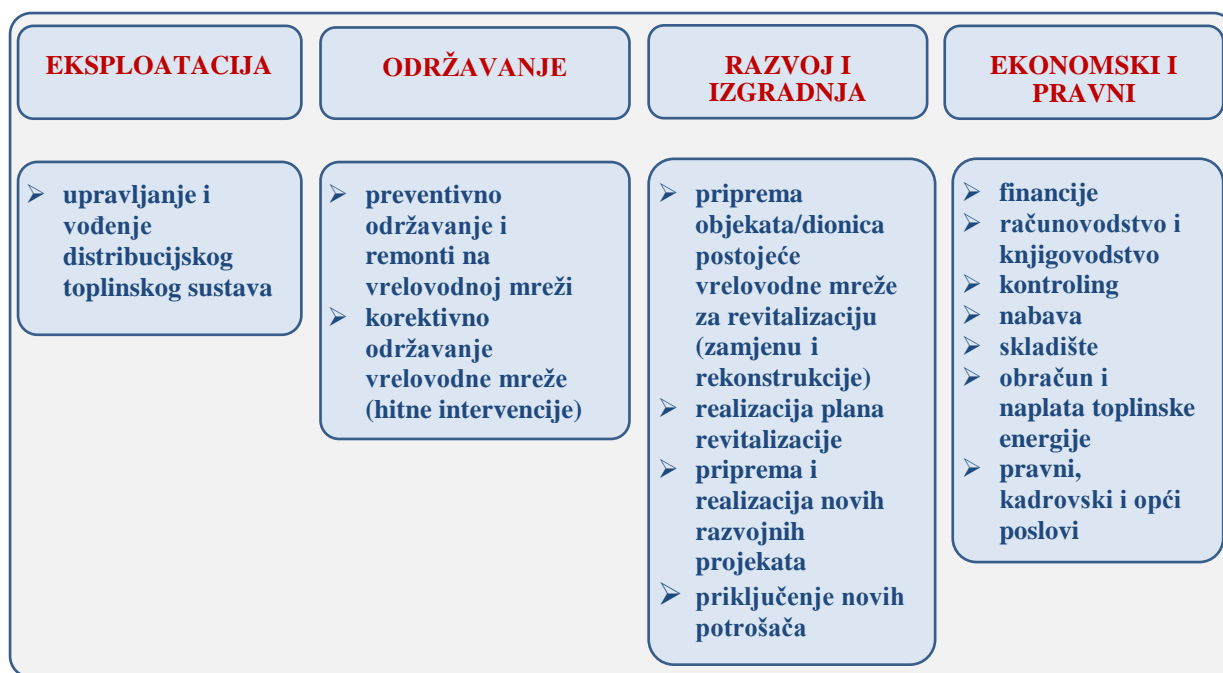 EKSPLOATACIJA
➢ upravljanje i
vođenje
distribucijskog
toplinskog sustava
ODRŽAVANJE
➢ preventivno
održavanje i
remonti na
vrelovodnoj mreži
➢ korektivno
održavanje
vrelovodne mreže
(hitne intervencije)
RAZVOJ I
IZGRADNJA
➢ priprema
objekata/dionica
postojeće
vrelovodne mreže
za revitalizaciju
(zamjenu i
rekonstrukcije)
➢ realizacija plana
revitalizacije
➢ priprema i
realizacija novih
razvojnih
projekata
➢ priključenje novih
potrošača
EKONOMSKI I
PRAVNI
➢ financije
➢ računovodstvo i
knjigovodstvo
➢ kontroling
➢ nabava
➢ skladište
➢ obračun i
naplata toplinske
energije
➢ pravni,
kadrovski i opći
poslovi